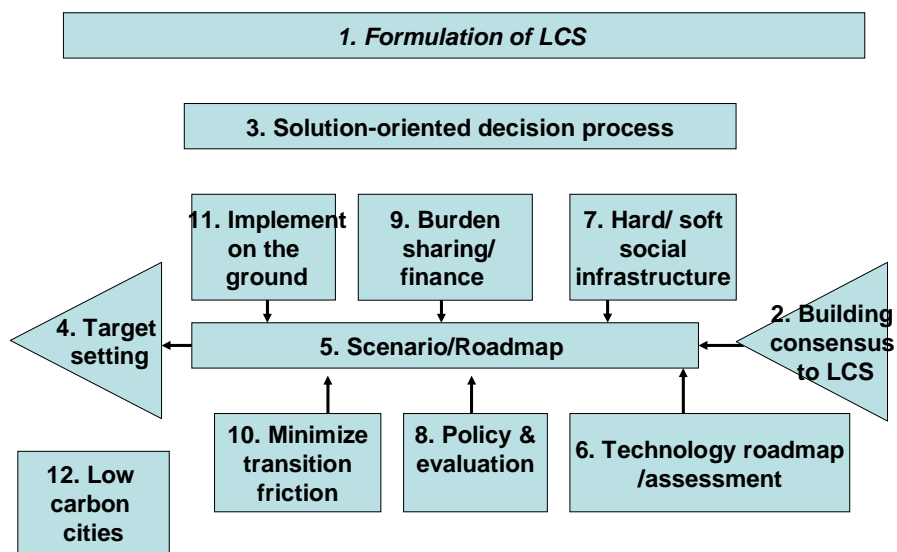 1. Formulation of LCS
3. Solution-oriented decision process
11. Implement
on the
ground
9. Burden
sharing/
finance
7. Hard/ soft
social
infrastructure
4. Target
setting
5. Scenario/Roadmap
2. Building
consensus
to LCS
10. Minimize
transition
friction
8. Policy &
evaluation
6. Technology roadmap
/assessment
12. Low
carbon
cities